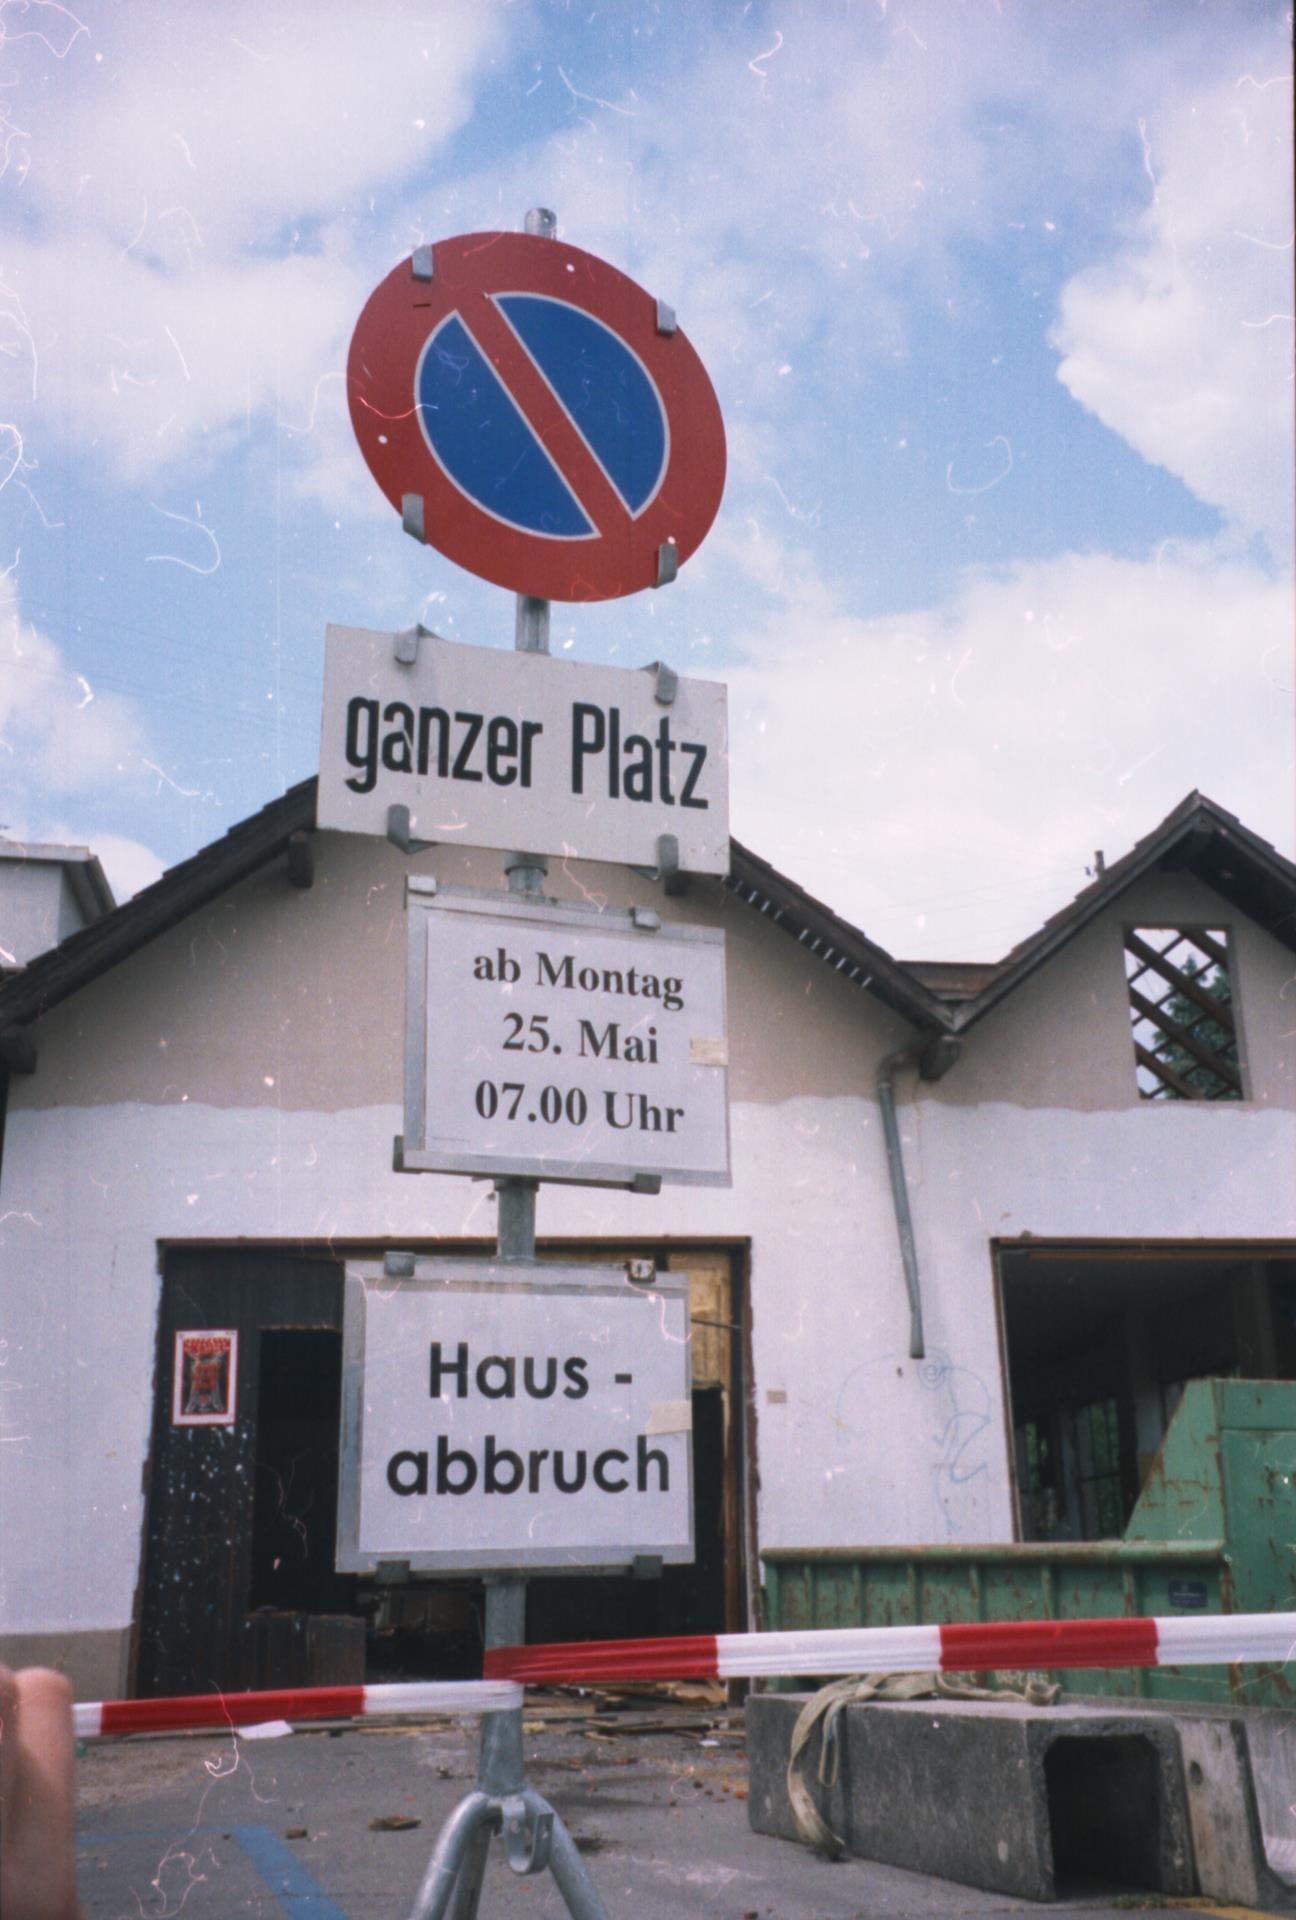 ganzer Platz
ab Montag
25. Mai
07.00 Uhr
Haus -
abbruch